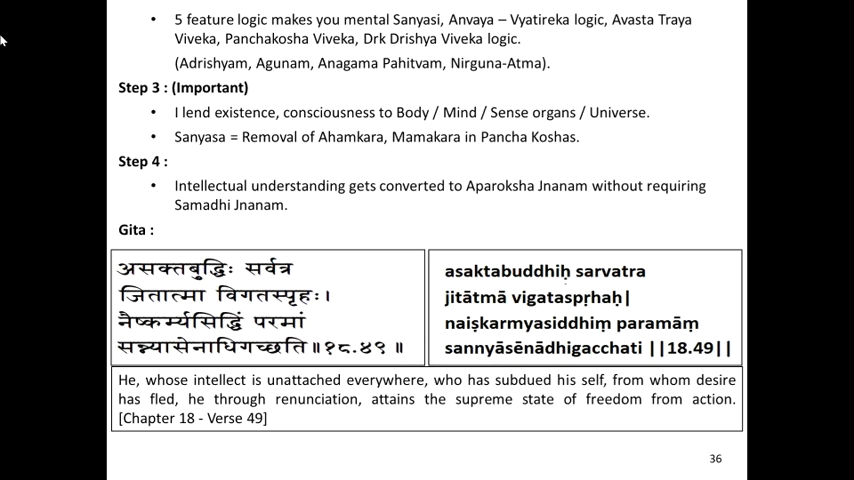 • 5 feature logic makes you mental Sanyasi, Anvaya – Vyatireka logic, Avasta Traya
Viveka, Panchakosha Viveka, Drk Drishya Viveka logic.
(Adrishyam, Agunam, Anagama Pahitvam, Nirguna-Atma).
Step 3 : (Important)
• I lend existence, consciousness to Body / Mind / Sense organs / Universe.
• Sanyasa = Removal of Ahamkara, Mamakara in Pancha Koshas.
Step 4 :
• Intellectual understanding gets converted to Aparoksha Jnanam without requiring
Samadhi Jnanam.
Gita :
असक्तबुद्धिः सर्वत्र
जितात्मा विगतस्पृहः।
नैष्कर्म्यसिद्धिं परमां
सन्न्यासेनाधिगच्छति॥१८.४९॥
asaktabuddhiḥ sarvatra
jitātmā vigataspṛhaḥ|
naiṣkarmyasiddhiṃ paramāṃ
sannyāsēnādhigacchati ||18.49||
He, whose intellect is unattached everywhere, who has subdued his self, from whom desire
has fled, he through renunciation, attains the supreme state of freedom from action.
[Chapter 18 - Verse 49]
36